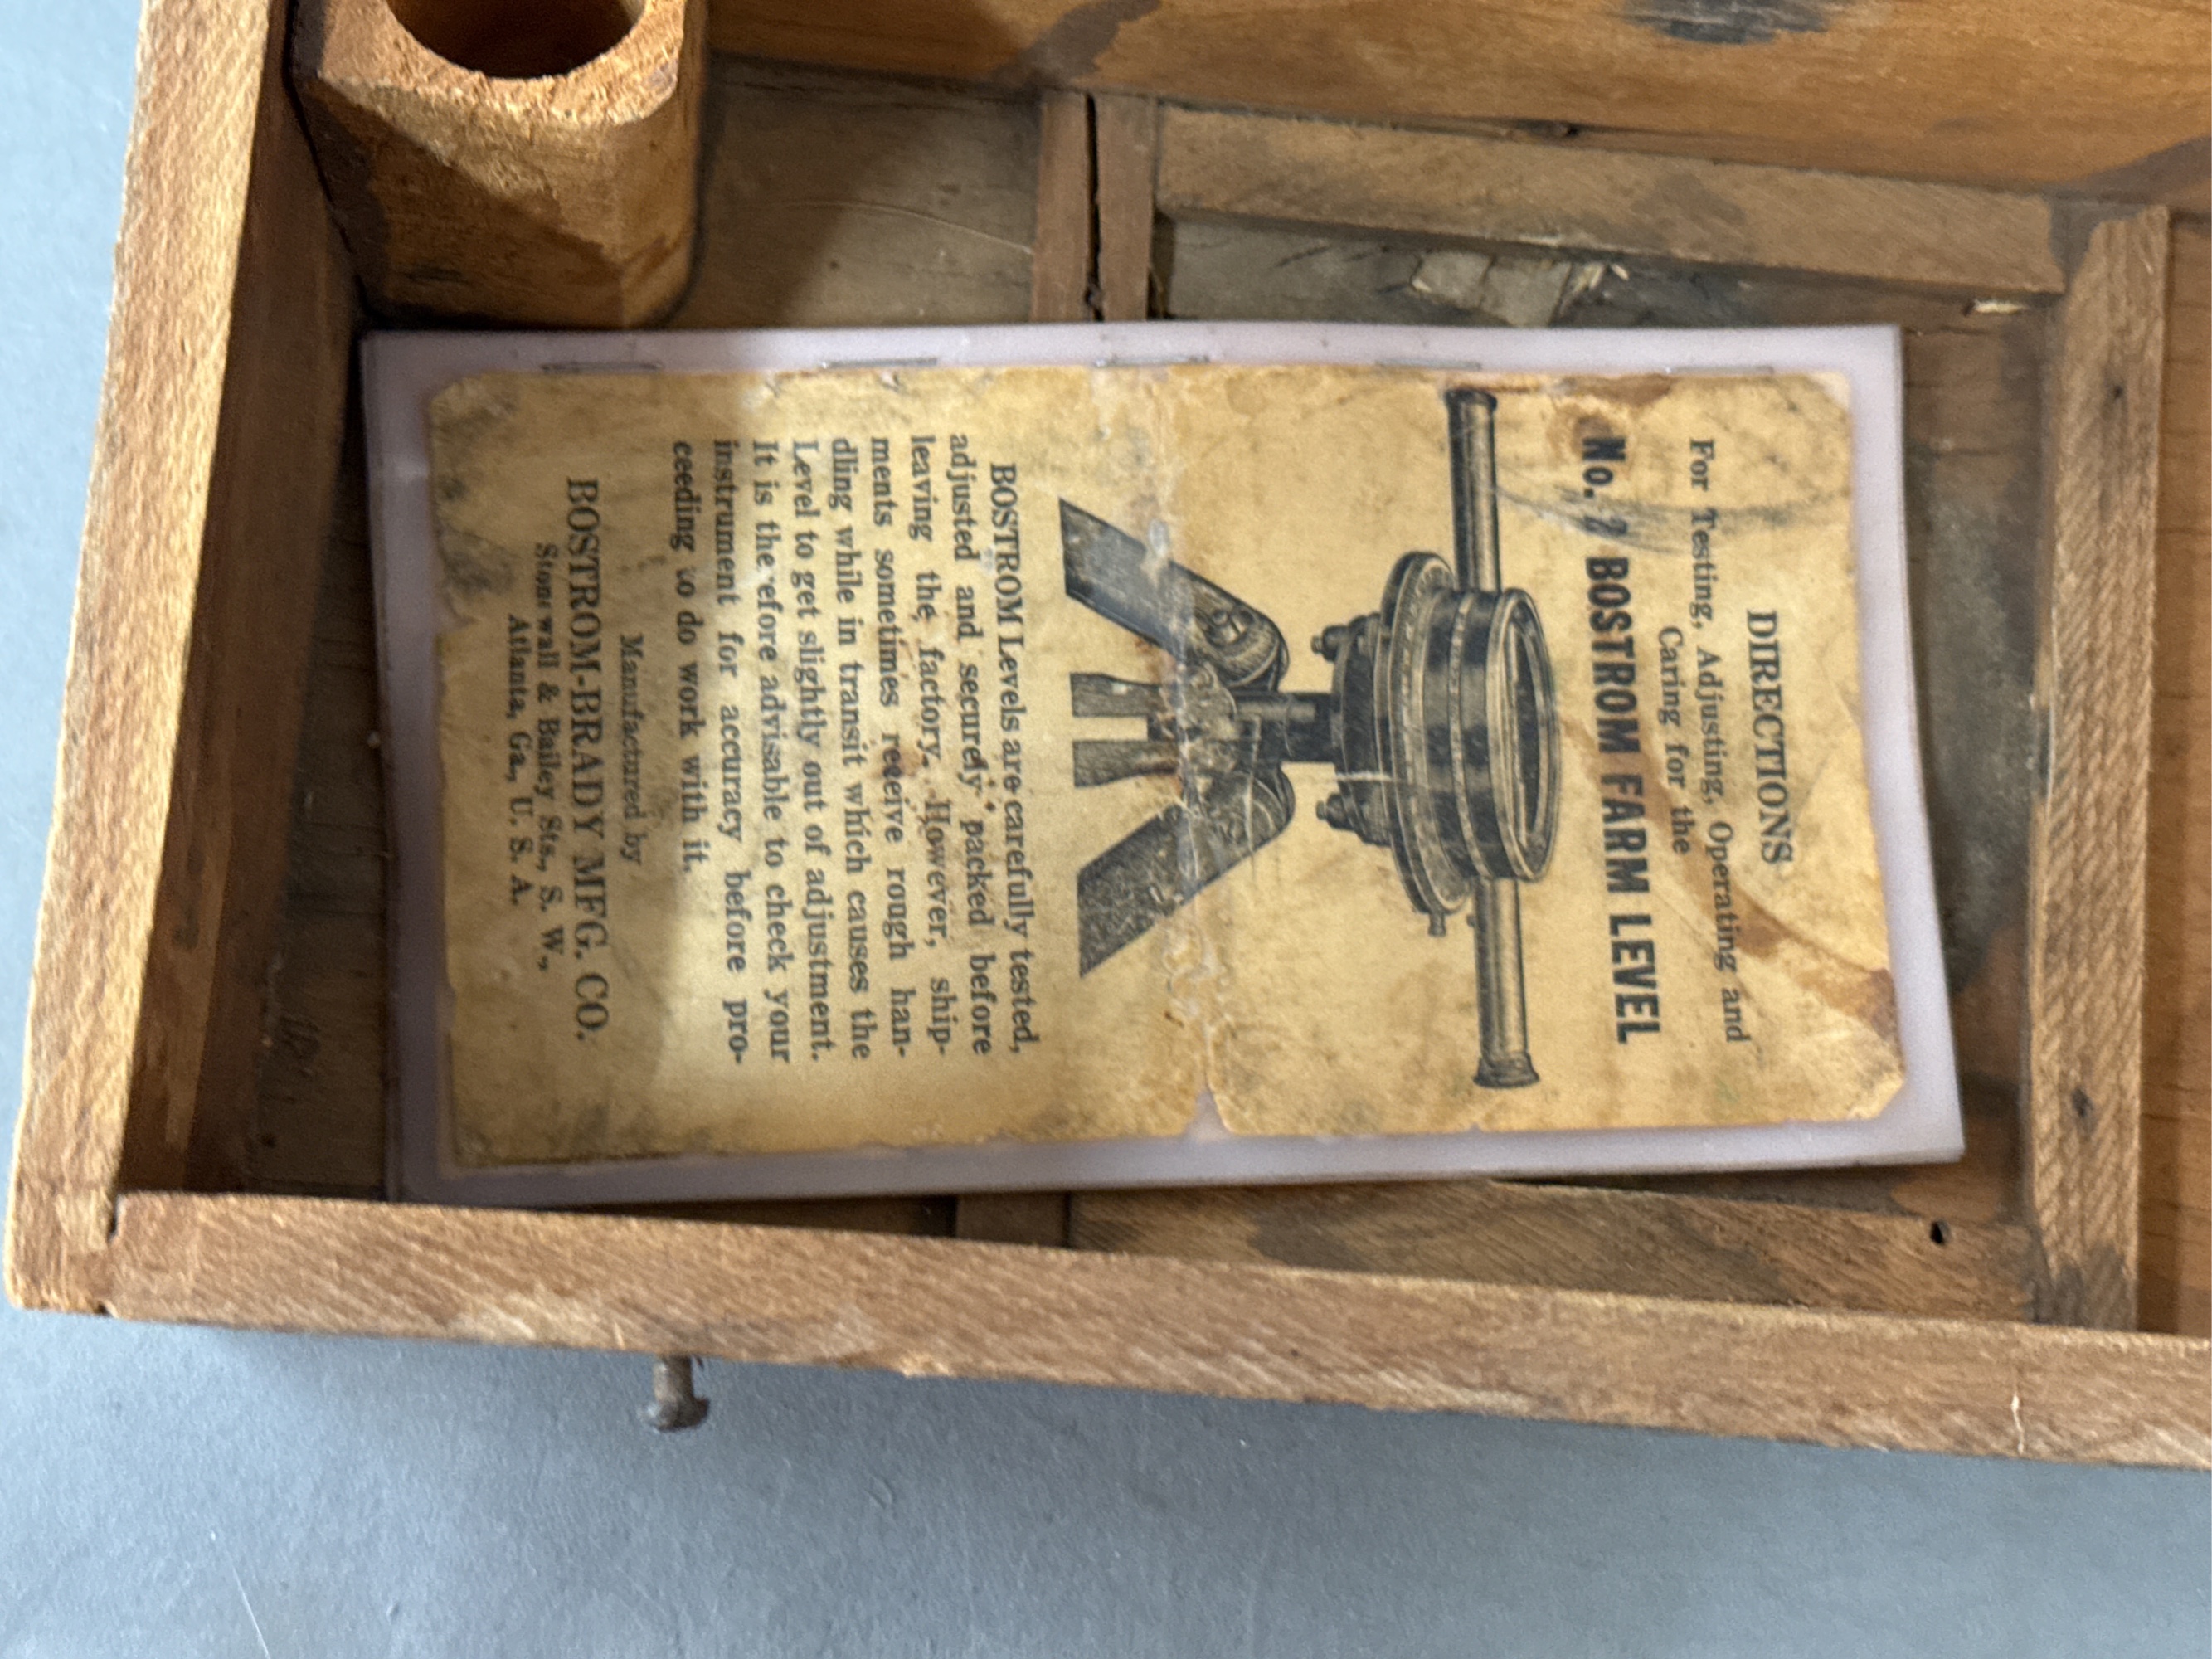 DIRECTIONS
For Testing, Adjusting, Operating and
Caring for the
No. 2 BOSTROM FARM LEVEL
BOSTROM Levels are carefully tested,
adjusted and securely packed before
leaving the factory. However, ship-
ments sometimes receive rough han-
dling while in transit which causes the
Level to get slightly out of adjustment.
It is therefore advisable to check your
instrument for accuracy before pro-
ceeding to do work with it.
Manufactured by
BOSTROM-BRADY MFG. CO.
Stonewall & Bailey Sts., S. W.,
Atlanta, Ga., U. S. A.